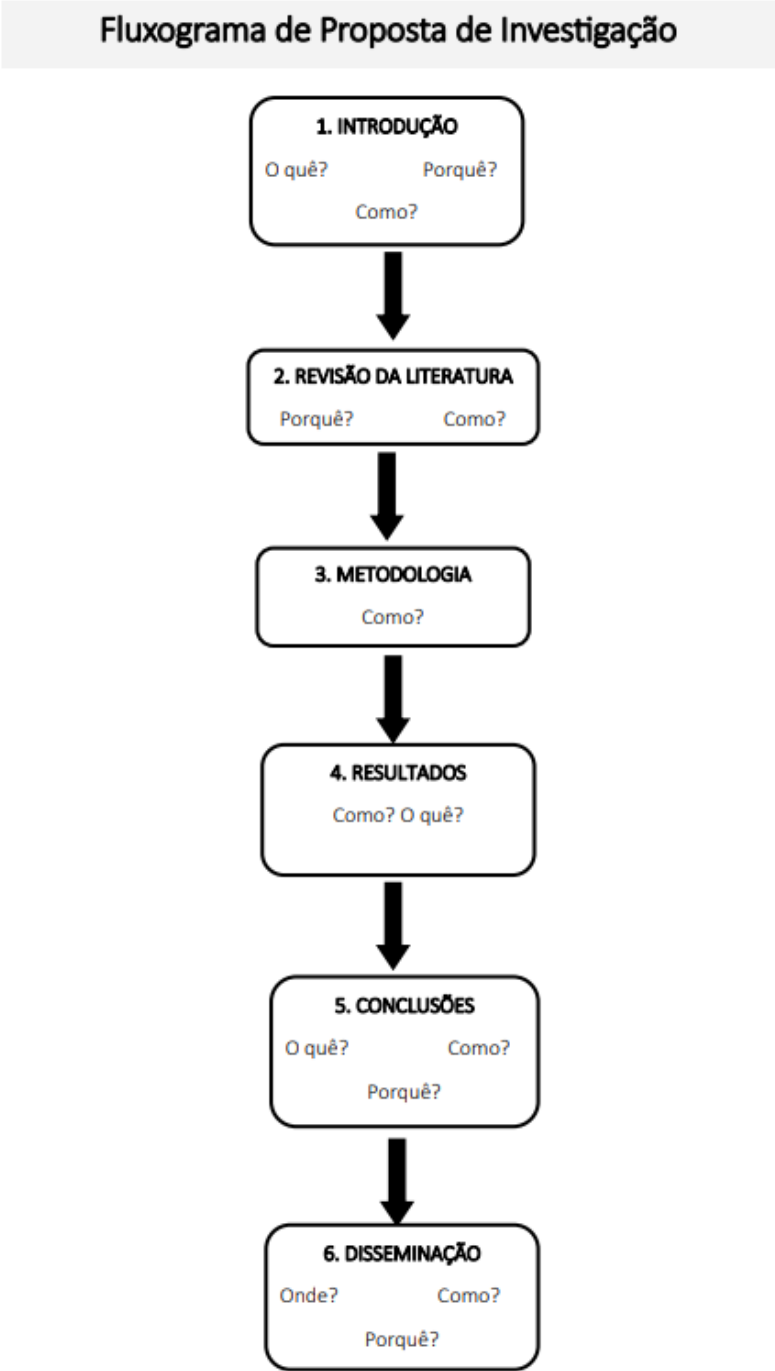 Fluxograma de Proposta de Investigação
1. INTRODUÇÃO
O quê? Porquê?
Como?
2. REVISÃO DA LITERATURA
Porquê? Como?
3. METODOLOGIA
Como?
4. RESULTADOS
Como? O quê?
5. CONCLUSÕES
O quê? Como?
Porquê?
6. DISSEMINAÇÃO
Onde? Como?
Porquê?